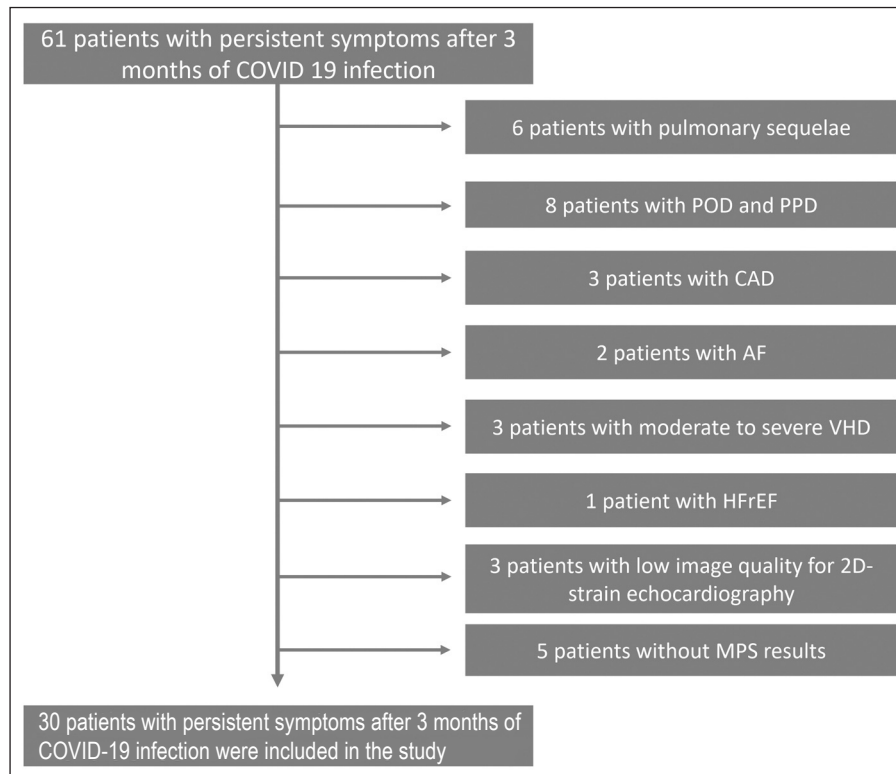 61 patients with persistent symptoms after 3
months of COVID 19 infection
6 patients with pulmonary sequelae
8 patients with POD and PPD
3 patients with CAD
2 patients with AF
3 patients with moderate to severe VHD
1 patient with HFrEF
3 patients with low image quality for 2D-
strain echocardiography
5 patients without MPS results
30 patients with persistent symptoms after 3 months of
COVID-19 infection were included in the study